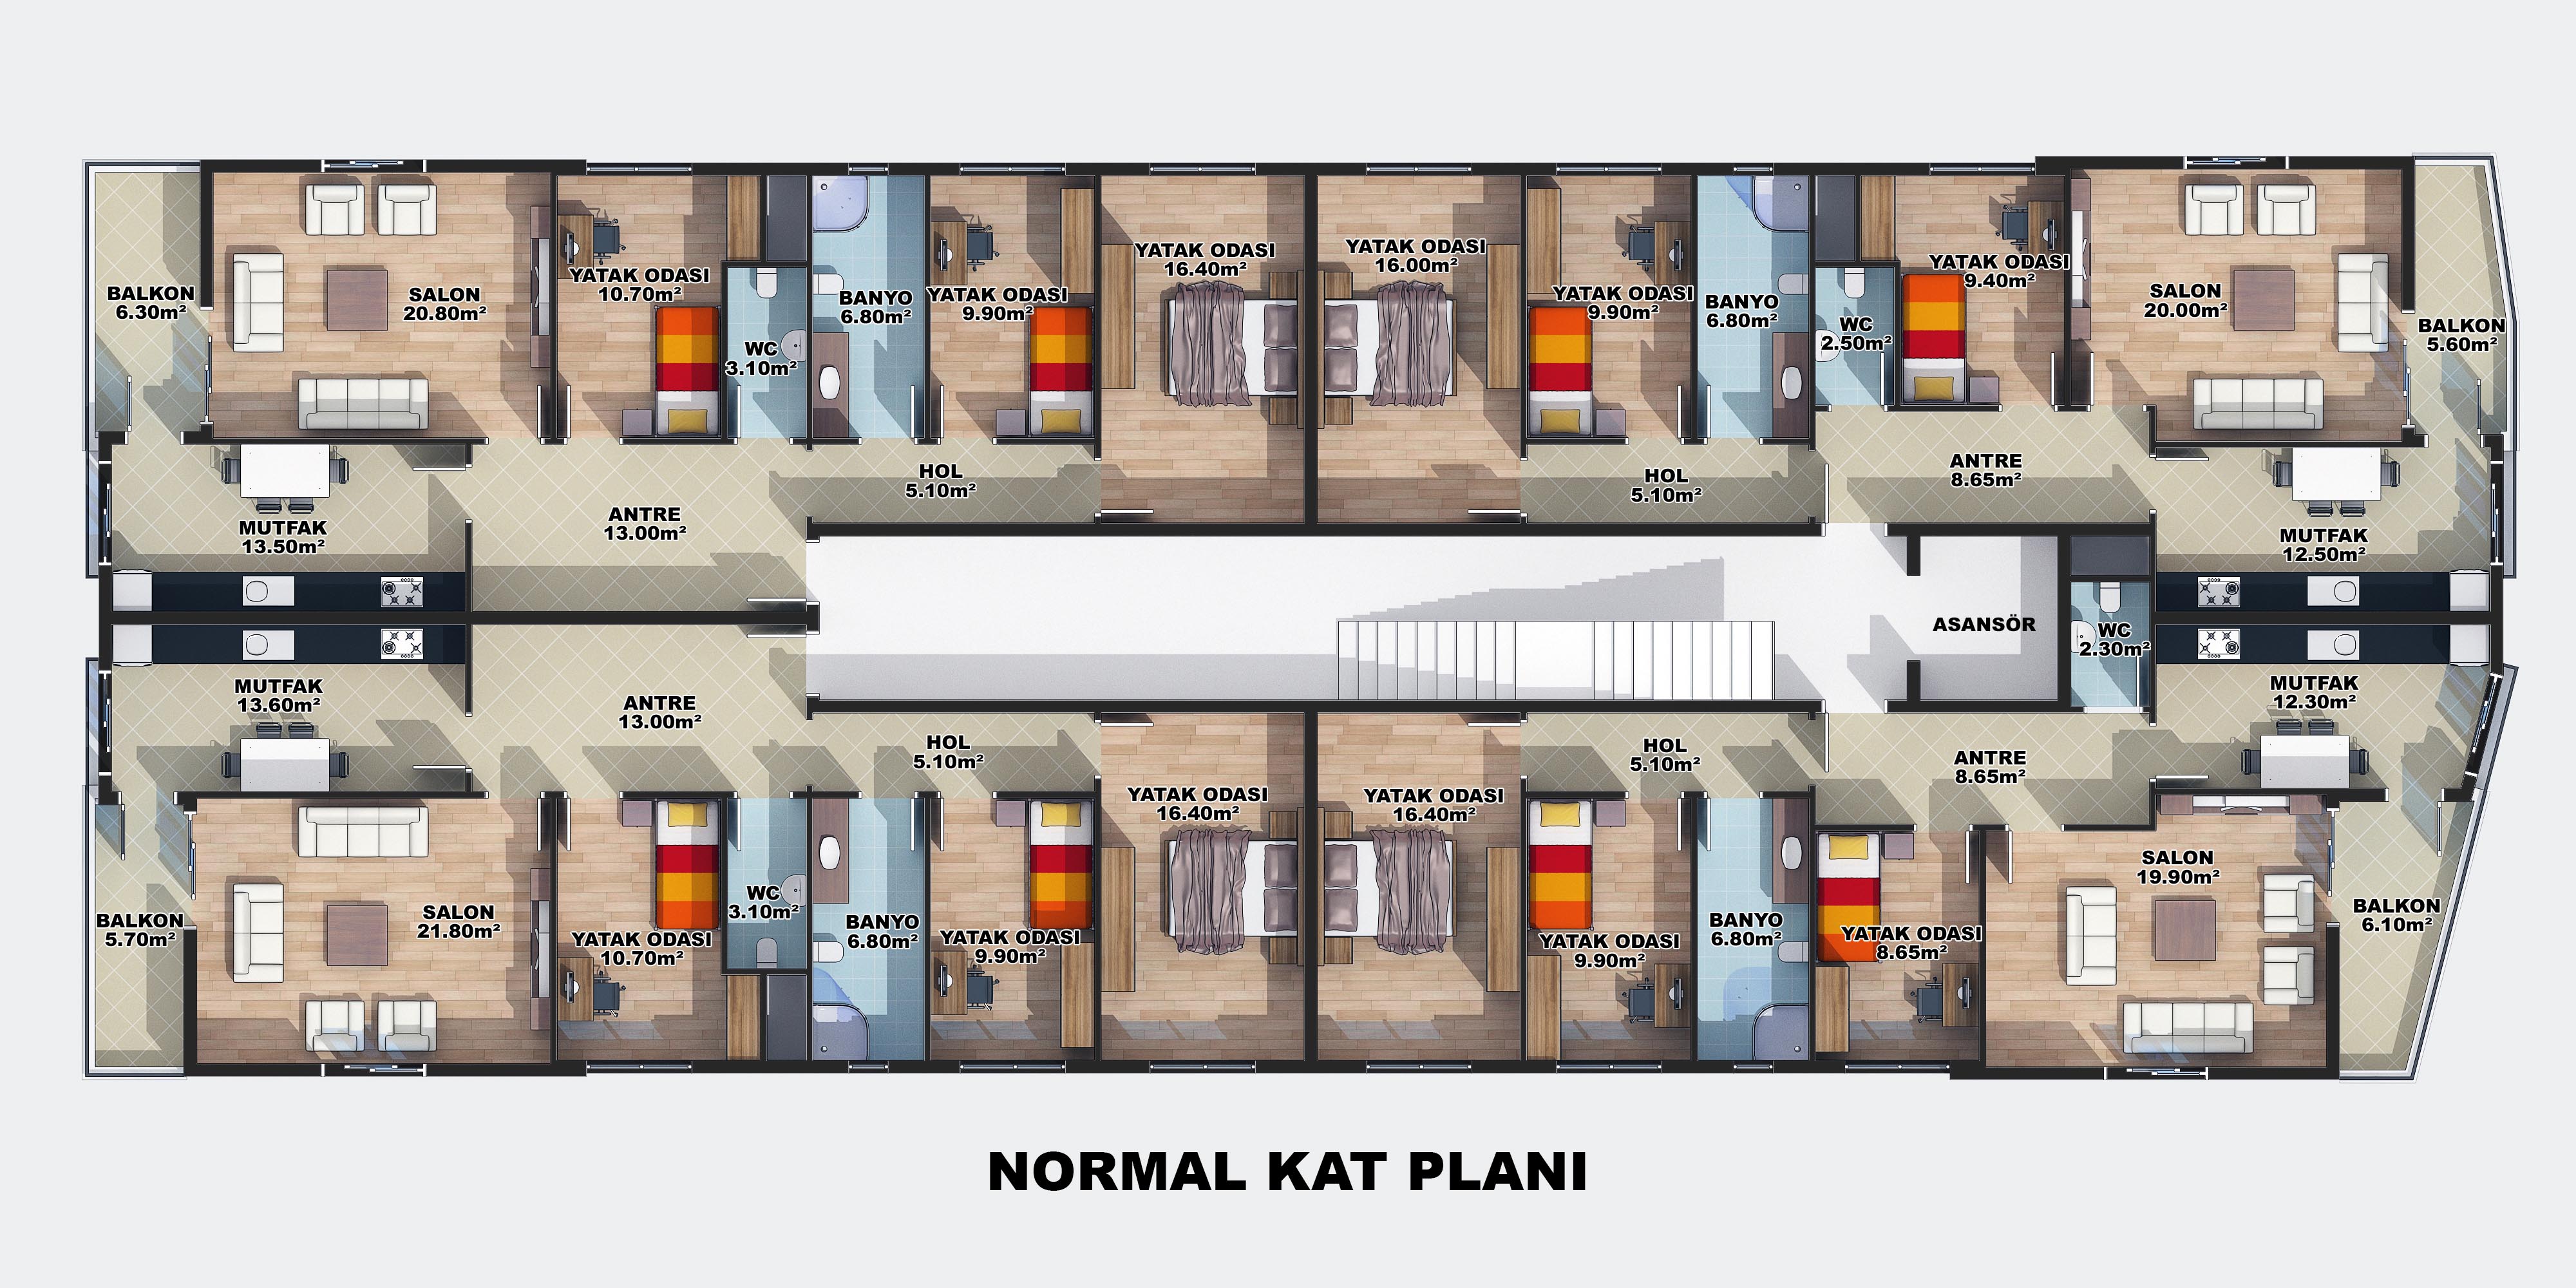 BALKON
6.30m²
SALON
20.80m²
YATAK ODASI
10.70m²
WC
3.10m²
BANYO
6.80m²
YATAK ODASI
9.90m²
YATAK ODASI
16.40m²
YATAK ODASI
16.00m²
YATAK ODASI
9.90m²
BANYO
6.80m²
WC
2.50m²
YATAK ODASI
9.40m²
SALON
20.00m²
BALKON
5.60m²
MUTFAK
13.50m²
ANTRE
13.00m²
HOL
5.10m²
HOL
5.10m²
ANTRE
8.65m²
MUTFAK
12.50m²
ASANSÖR
WC
2.30m²
MUTFAK
13.60m²
ANTRE
13.00m²
HOL
5.10m²
HOL
5.10m²
ANTRE
8.65m²
MUTFAK
12.30m²
BALKON
5.70m²
SALON
21.80m²
YATAK ODASI
10.70m²
WC
3.10m²
BANYO
6.80m²
YATAK ODASI
9.90m²
YATAK ODASI
16.40m²
YATAK ODASI
16.40m²
YATAK ODASI
9.90m²
BANYO
6.80m²
YATAK ODASI
8.65m²
SALON
19.90m²
BALKON
6.10m²
NORMAL KAT PLANI